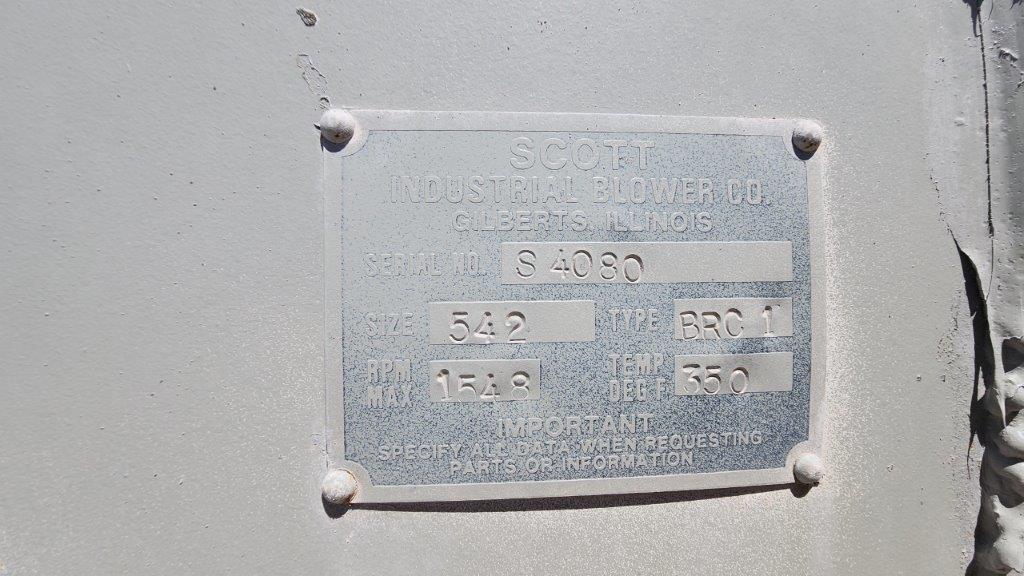 SCOTT
INDUSTRIAL BLOWER CO.
GILBERTS, ILLINOIS
SERIAL NO. S 4080
SIZE 542 TYPE BRC 1
RPM MAX 1548 TEMP DEG F 350
IMPORTANT
SPECIFY ALL DATA WHEN REQUESTING
PARTS OR INFORMATION